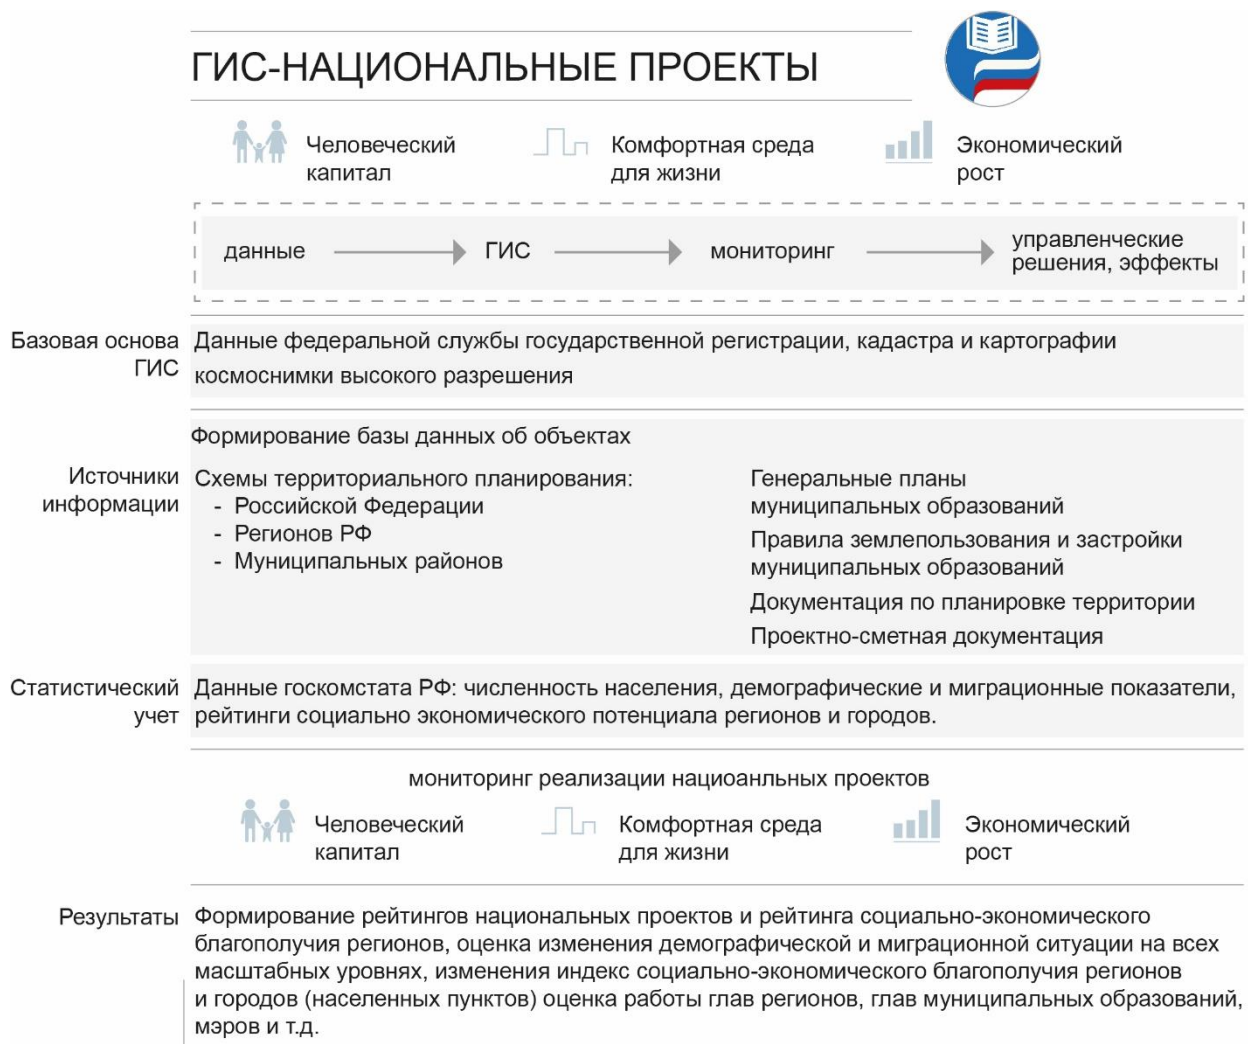 ГИС-НАЦИОНАЛЬНЫЕ ПРОЕКТЫ
Человеческий
капитал
Комфортная среда
для жизни
Экономический
рост
данные
ГИС
мониторинг
управленческие
решения, эффекты
Базовая основа
ГИС
Данные федеральной службы государственной регистрации, кадастра и картографии
космоснимки высокого разрешения
Формирование базы данных об объектах
Источники
информации
Схемы территориального планирования:
- Российской Федерации
- Регионов РФ
- Муниципальных районов
Генеральные планы
муниципальных образований
Правила землепользования и застройки
муниципальных образований
Документация по планировке территории
Проектно-сметная документация
Статистический
учет
Данные госкомстата РФ: численность населения, демографические и миграционные показатели,
рейтинги социально экономического потенциала регионов и городов.
мониторинг реализации нациоанльных проектов
Человеческий
капитал
Комфортная среда
для жизни
Экономический
рост
Результаты
Формирование рейтингов национальных проектов и рейтинга социально-экономического
благополучия регионов, оценка изменения демографической и миграционной ситуации на всех
масштабных уровнях, изменения индекс социально-экономического благополучия регионов
и городов (населенных пунктов) оценка работы глав регионов, глав муниципальных образований,
мэров и т.д.